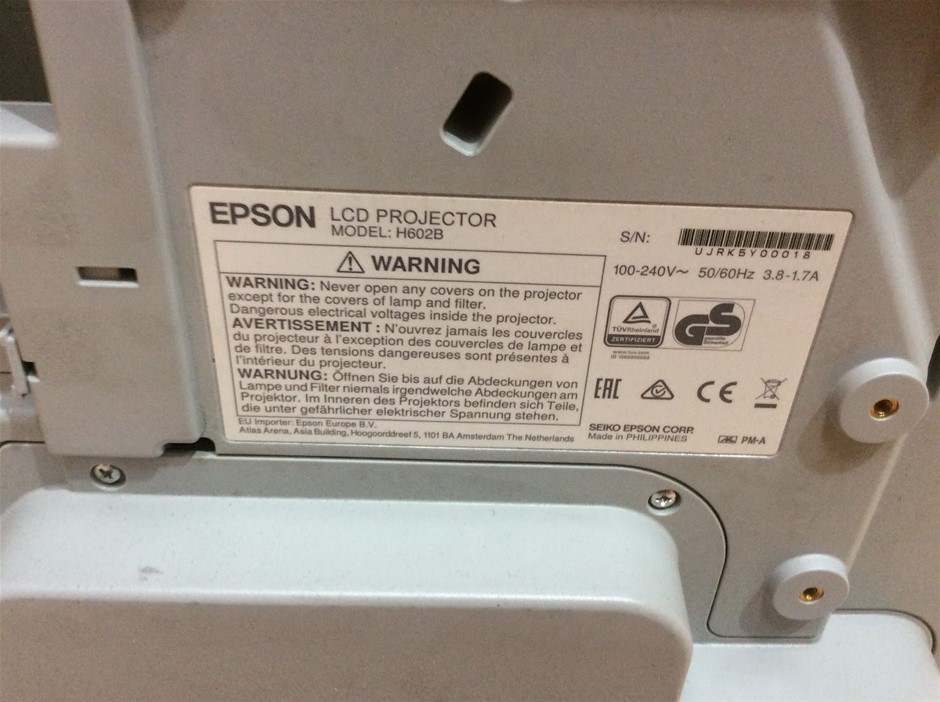 EPSON LCD PROJECTOR
MODEL: H602B
WARNING
WARNING: Never open any covers on the projector
except for the covers of lamp and filter.
Dangerous electrical voltages inside the projector.
AVERTISSEMENT : N'ouvrez jamais les couvercles
du projecteur à l'exception des couvercles de lampe et
de filtre. Des tensions dangereuses sont présentes à
l'intérieur du projecteur.
WARNUNG: Öffnen Sie bis auf die Abdeckungen von
Lampe und Filter niemals irgendwelche Abdeckungen am
Projektor. Im Inneren des Projektors befinden sich Teile,
die unter gefährlicher elektrischer Spannung stehen.
EU Importer: Epson Europe B.V.
Atlas Arena, Asia Building, Hoogoorddreef 5, 1101 BA Amsterdam The Netherlands
S/N:
UJRK5Y00018
100-240V~ 50/60Hz 3.8-1.7A
TÜVRheinland
ZERTIFIZIERT
www.tuv.com
GS
geprüfte
Sicherheit
EAC
CE
SEIKO EPSON CORP.
Made in PHILIPPINES
PM-A